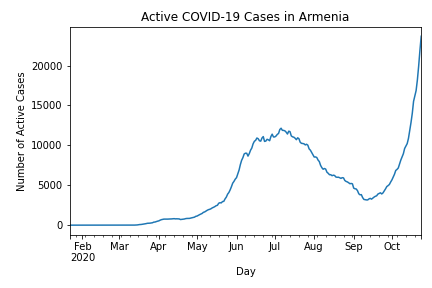 Active COVID-19 Cases in Armenia
Number of Active Cases
20000
15000
10000
5000
0
Feb Mar Apr May Jun Jul Aug Sep Oct
2020
Day